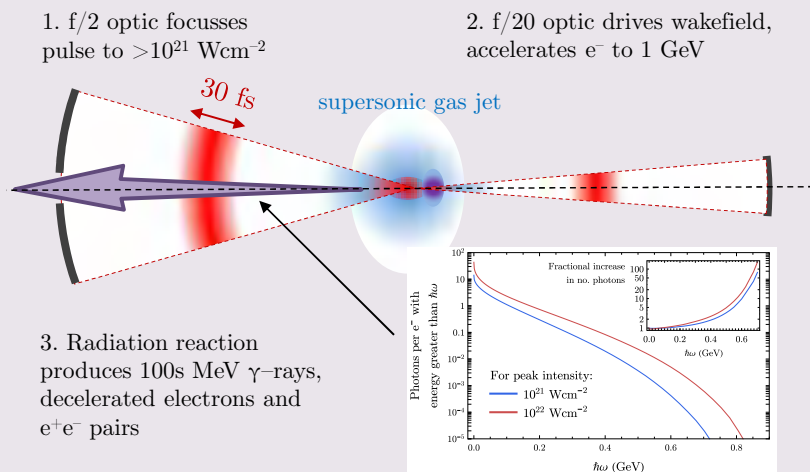 1. f/2 optic focusses
pulse to >10²¹ Wcm⁻²
2. f/20 optic drives wakefield,
accelerates e⁻ to 1 GeV
30 fs
supersonic gas jet
3. Radiation reaction
produces 100s MeV γ–rays,
decelerated electrons and
e⁺e⁻ pairs
Photons per e⁻ with
energy greater than ħω
10²
10
1
0.1
10⁻²
10⁻³
10⁻⁴
10⁻⁵
0.0 0.2 0.4 0.6 0.8
ħω (GeV)
For peak intensity:
10²¹ Wcm⁻²
10²² Wcm⁻²
Fractional increase
in no. photons
100
50
20
10
5
2
1
0.0 0.2 0.4 0.6
ħω (GeV)